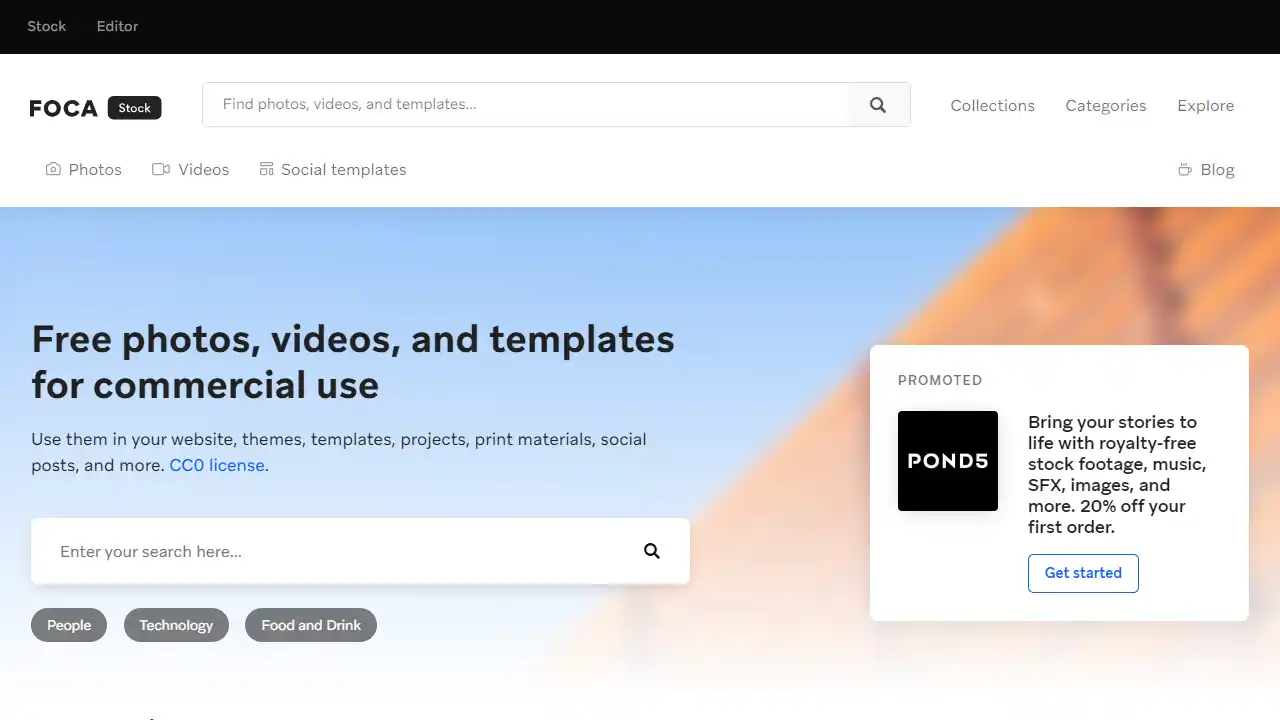 Stock Editor
FOCA Stock
Find photos, videos, and templates...
Collections Categories Explore
Photos Videos Social templates
Blog
Free photos, videos, and templates
for commercial use
Use them in your website, themes, templates, projects, print materials, social
posts, and more. CC0 license.
Enter your search here...
People Technology Food and Drink
PROMOTED
POND5
Bring your stories to
life with royalty-free
stock footage, music,
SFX, images, and
more. 20% off your
first order.
Get started